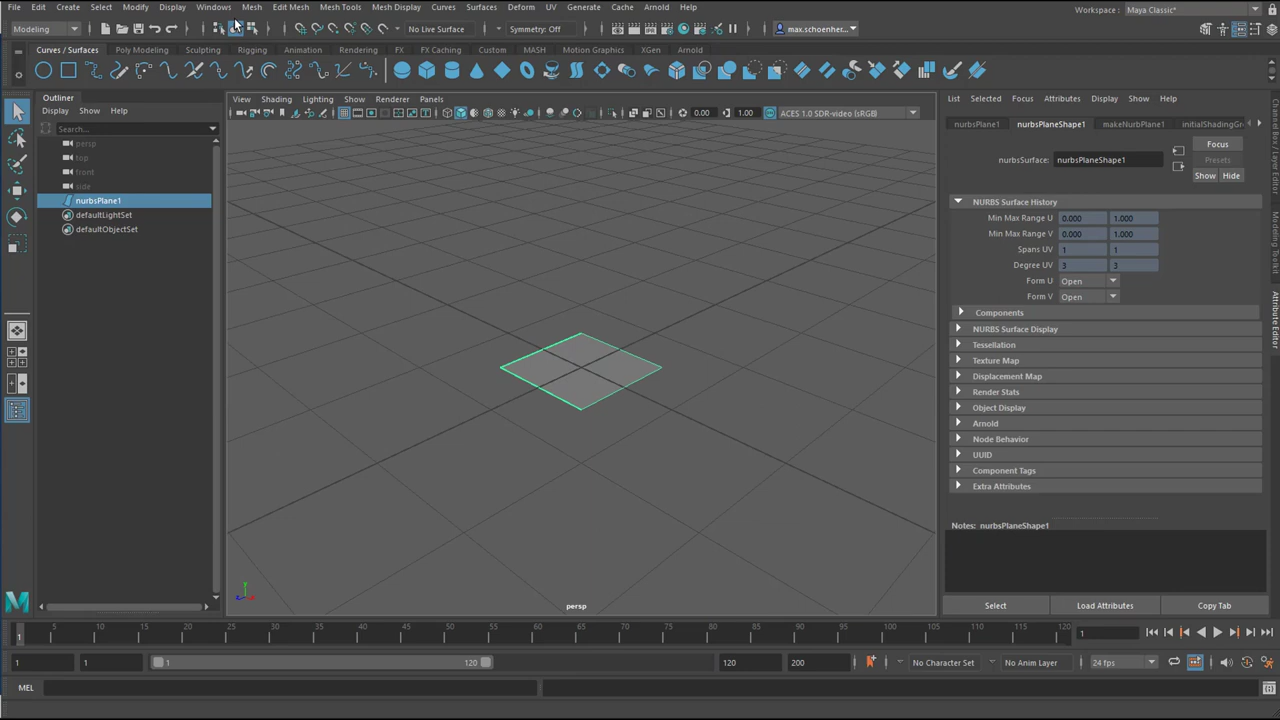 File Edit Create Select Modify Display Windows Mesh Edit Mesh Mesh Tools Mesh Display Curves Surfaces Deform UV Generate Cache Arnold Help Workspace : Maya Classic*
Modeling No Live Surface Symmetry: Off max.schoenher...
Curves / Surfaces Poly Modeling Sculpting Rigging Animation Rendering FX FX Caching Custom MASH Motion Graphics XGen Arnold
Outliner
Display Show Help
Search...
persp
top
front
side
nurbsPlane1
defaultLightSet
defaultObjectSet
View Shading Lighting Show Renderer Panels
0.00 1.00 ACES 1.0 SDR-video (sRGB)
persp
List Selected Focus Attributes Display Show Help
nurbsPlane1 nurbsPlaneShape1 makeNurbPlane1 initialShadingGr
nurbsSurface: nurbsPlaneShape1
Focus
Presets
Show Hide
NURBS Surface History
Min Max Range U 0.000 1.000
Min Max Range V 0.000 1.000
Spans UV 1 1
Degree UV 3 3
Form U Open
Form V Open
Components
NURBS Surface Display
Tessellation
Texture Map
Displacement Map
Render Stats
Object Display
Arnold
Node Behavior
UUID
Component Tags
Extra Attributes
Notes: nurbsPlaneShape1
Select Load Attributes Copy Tab
Channel Box / Layer Editor
Modeling Toolkit
Attribute Editor
1 5 10 15 20 25 30 35 40 45 50 55 60 65 70 75 80 85 90 95 100 105 110 115 120 1
1 1 1 120 120 200 No Character Set No Anim Layer 24 fps
MEL